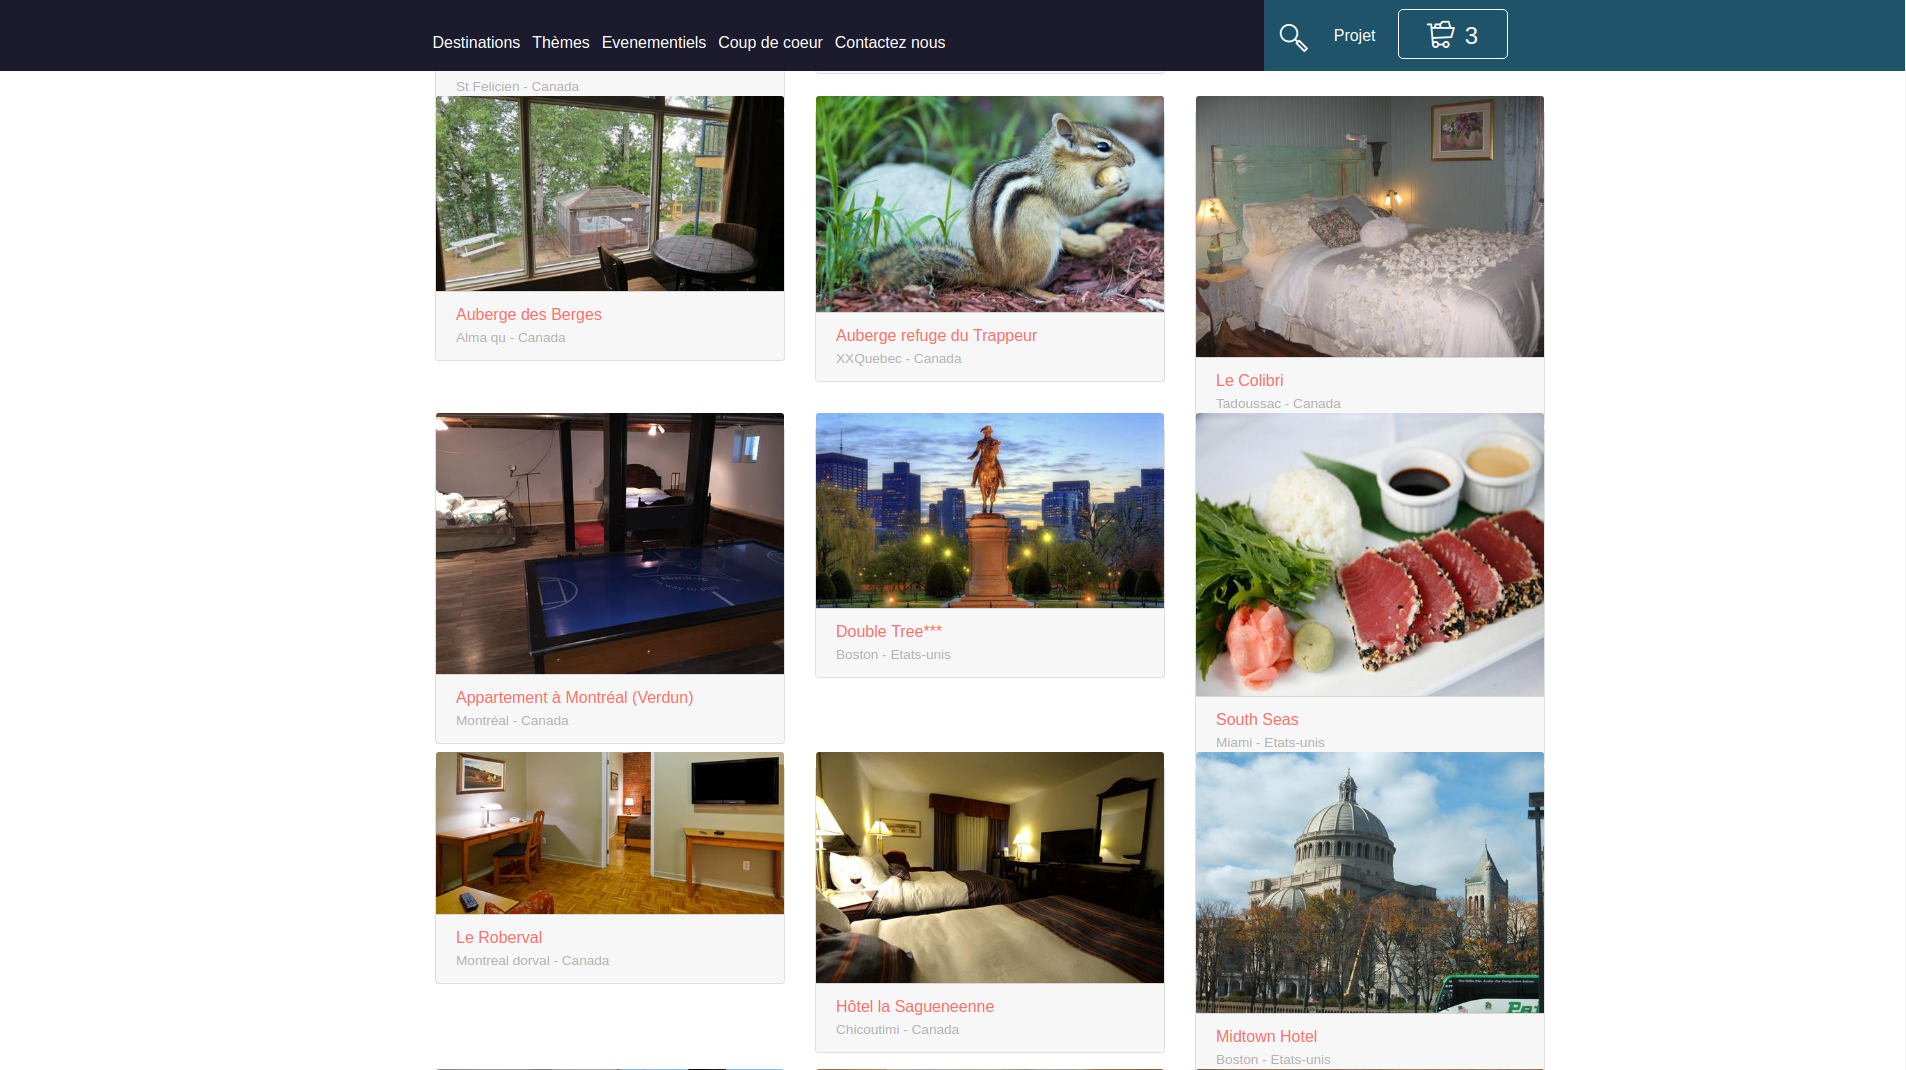 Destinations Thèmes Evenementiels Coup de coeur Contactez nous
Projet 3
St Felicien - Canada
Auberge des Berges
Alma qu - Canada
Auberge refuge du Trappeur
XXQuebec - Canada
Le Colibri
Tadoussac - Canada
Appartement à Montréal (Verdun)
Montréal - Canada
Double Tree***
Boston - Etats-unis
South Seas
Miami - Etats-unis
Le Roberval
Montreal dorval - Canada
Hôtel la Sagueneenne
Chicoutimi - Canada
Midtown Hotel
Boston - Etats-unis